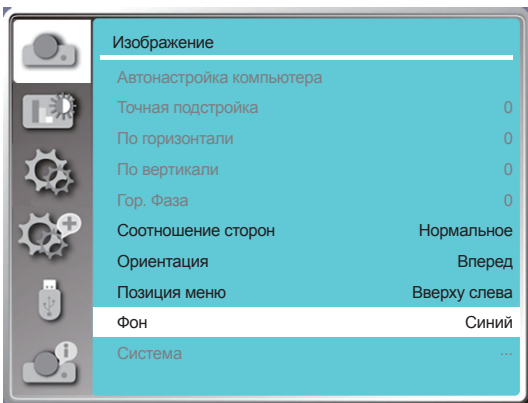 Изображение
Автонастройка компьютера
Точная подстройка 0
По горизонтали 0
По вертикали 0
Гор. Фаза 0
Соотношение сторон Нормальное
Ориентация Вперед
Позиция меню Вверху слева
Фон Синий
Система ...